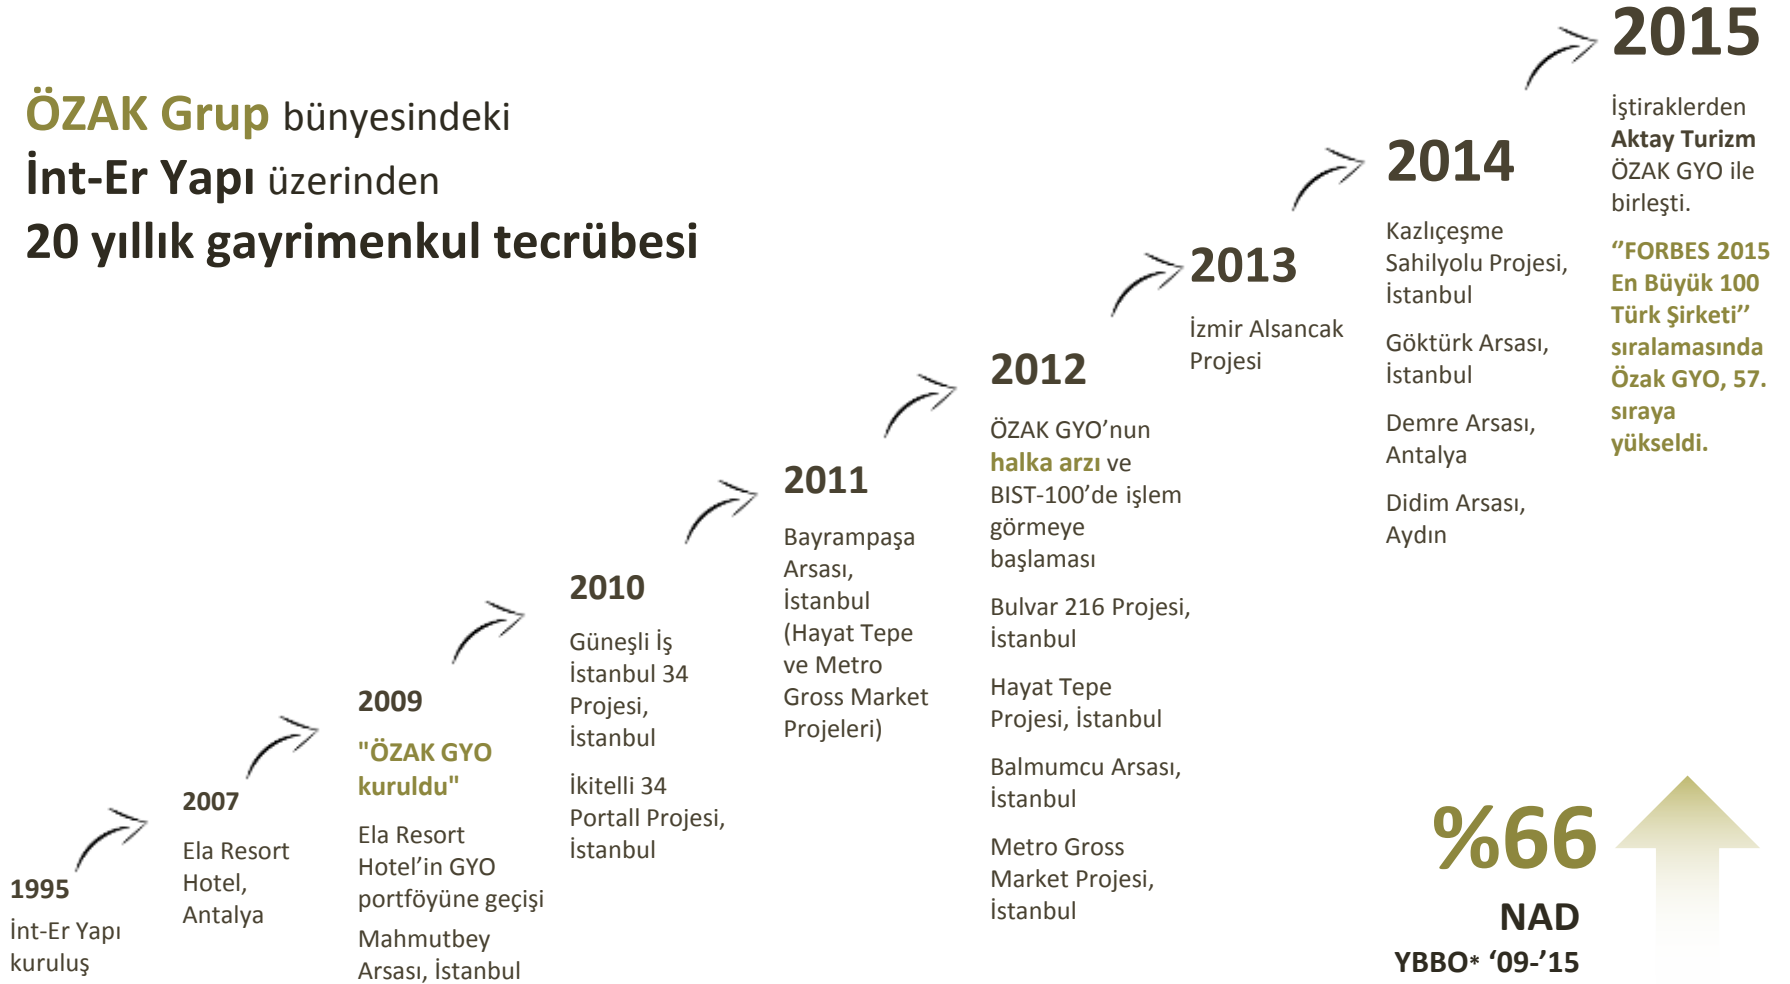 ÖZAK Grup bünyesindeki
İnt-Er Yapı üzerinden
20 yıllık gayrimenkul tecrübesi
1995
İnt-Er Yapı
kuruluş
2007
Ela Resort
Hotel,
Antalya
2009
"ÖZAK GYO
kuruldu"
Ela Resort
Hotel’in GYO
portföyüne geçişi
Mahmutbey
Arsası, İstanbul
2010
Güneşli İş
İstanbul 34
Projesi,
İstanbul
İkitelli 34
Portall Projesi,
İstanbul
2011
Bayrampaşa
Arsası,
İstanbul
(Hayat Tepe
ve Metro
Gross Market
Projeleri)
2012
ÖZAK GYO’nun
halka arzı ve
BIST-100’de işlem
görmeye
başlaması
Bulvar 216 Projesi,
İstanbul
Hayat Tepe
Projesi, İstanbul
Balmumcu Arsası,
İstanbul
Metro Gross
Market Projesi,
İstanbul
2013
İzmir Alsancak
Projesi
2014
Kazlıçeşme
Sahilyolu Projesi,
İstanbul
Göktürk Arsası,
İstanbul
Demre Arsası,
Antalya
Didim Arsası,
Aydın
2015
İştiraklerden
Aktay Turizm
ÖZAK GYO ile
birleşti.
‘’FORBES 2015
En Büyük 100
Türk Şirketi’’
sıralamasında
Özak GYO, 57.
sıraya
yükseldi.
%66
NAD
YBBO* ‘09-’15